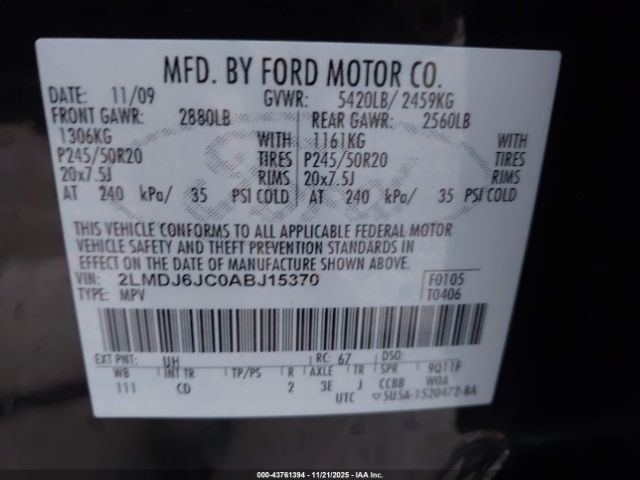 MFD. BY FORD MOTOR CO.
DATE: 11/09 GVWR: 5420LB/ 2459KG
FRONT GAWR: 2880LB REAR GAWR: 2560LB
1306KG WITH 1161KG WITH
P245/50R20 TIRES P245/50R20 TIRES
20x7.5J RIMS 20x7.5J RIMS
AT 240 kPa/ 35 PSI COLD AT 240 kPa/ 35 PSI COLD
THIS VEHICLE CONFORMS TO ALL APPLICABLE FEDERAL MOTOR
VEHICLE SAFETY AND THEFT PREVENTION STANDARDS IN
EFFECT ON THE DATE OF MANUFACTURE SHOWN ABOVE.
VIN: 2LMDJ6JC0ABJ15370 F0105
TYPE: MPV T0406
EXT PNT: UH RC: 67 DSO:
WB INT TR TP/PS R AXLE TR SPR 9Q11F
111 CD 2 3E J CCBB W0A
UTC 5U5A-1520472-BA
000-43761394 - 11/21/2025 - IAA Inc.